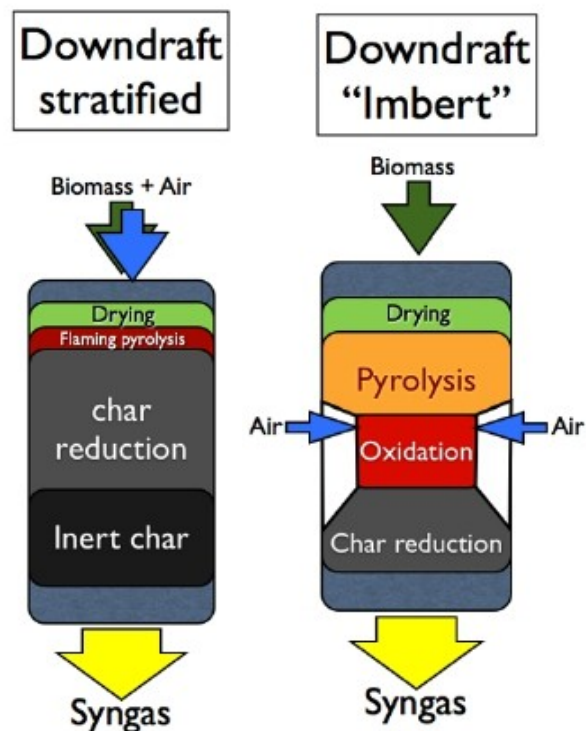 Downdraft
stratified
Biomass + Air
Drying
Flaming pyrolysis
char
reduction
Inert char
Syngas
Downdraft
“Imbert”
Biomass
Drying
Pyrolysis
Air
Oxidation
Air
Char reduction
Syngas